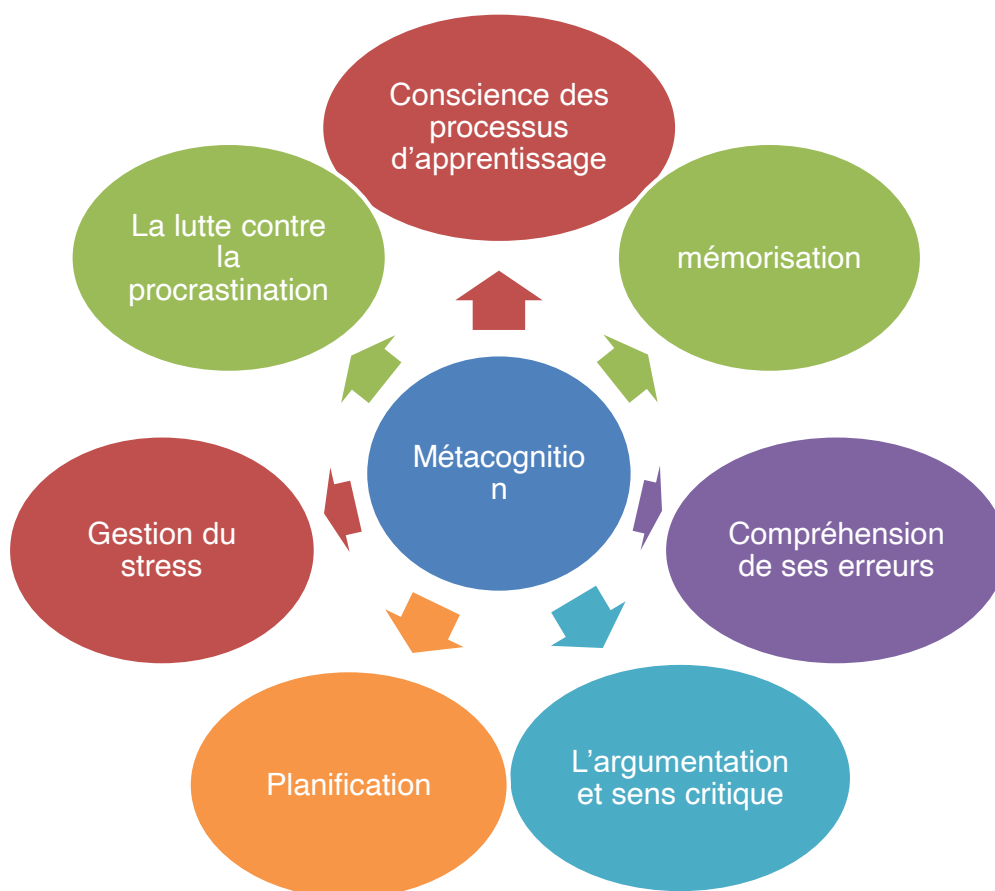 Conscience des
processus
d’apprentissage
La lutte contre
la
procrastination
mémorisation
Métacognitio
n
Gestion du
stress
Compréhension
de ses erreurs
Planification
L’argumentation
et sens critique